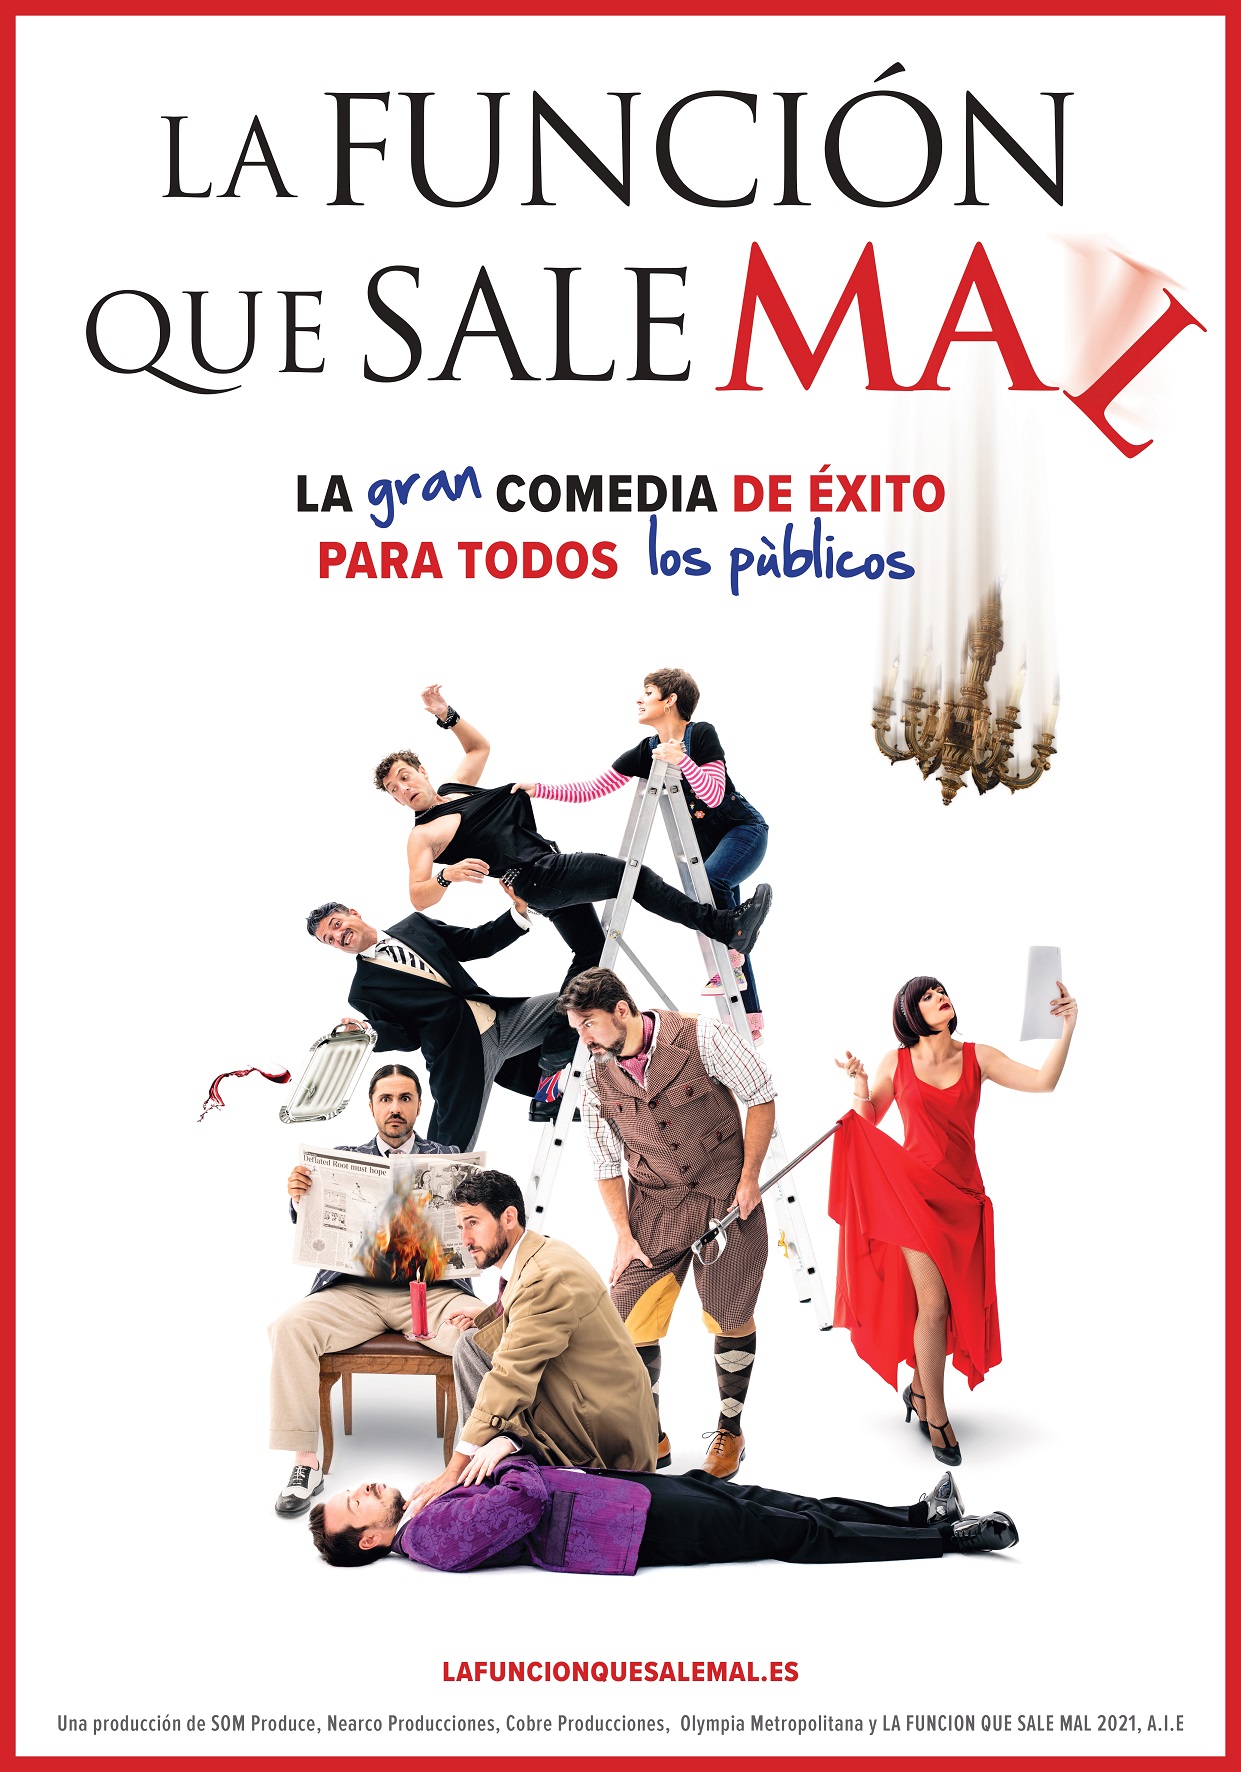 LA FUNCIÓN
QUE SALE MAL
LA gran COMEDIA DE ÉXITO
PARA TODOS los pùblicos
Deflated Root must hope
LAFUNCIONQUESALEMAL.ES
Una producción de SOM Produce, Nearco Producciones, Cobre Producciones, Olympia Metropolitana y LA FUNCION QUE SALE MAL 2021, A.I.E